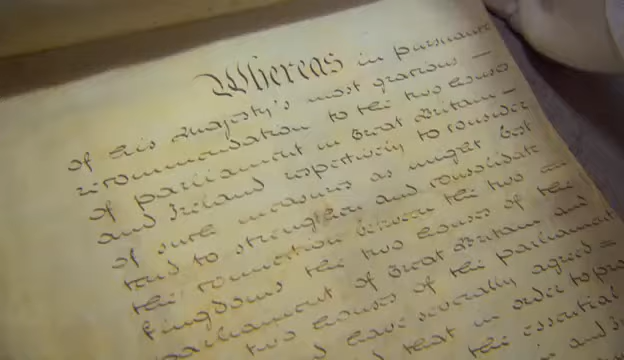 Whereas in pursuance
of his Majesty's most gracious —
recommendation to the two houses
of parliament in Great Britain —
and Ireland respectively to consider
of such measures as might best
tend to strengthen and consolidate
the connection between the two —
kingdoms the two houses of the
parliament of Great Britain and
two houses of the parliament
have severally agreed =
that in order to pro
the essential
and